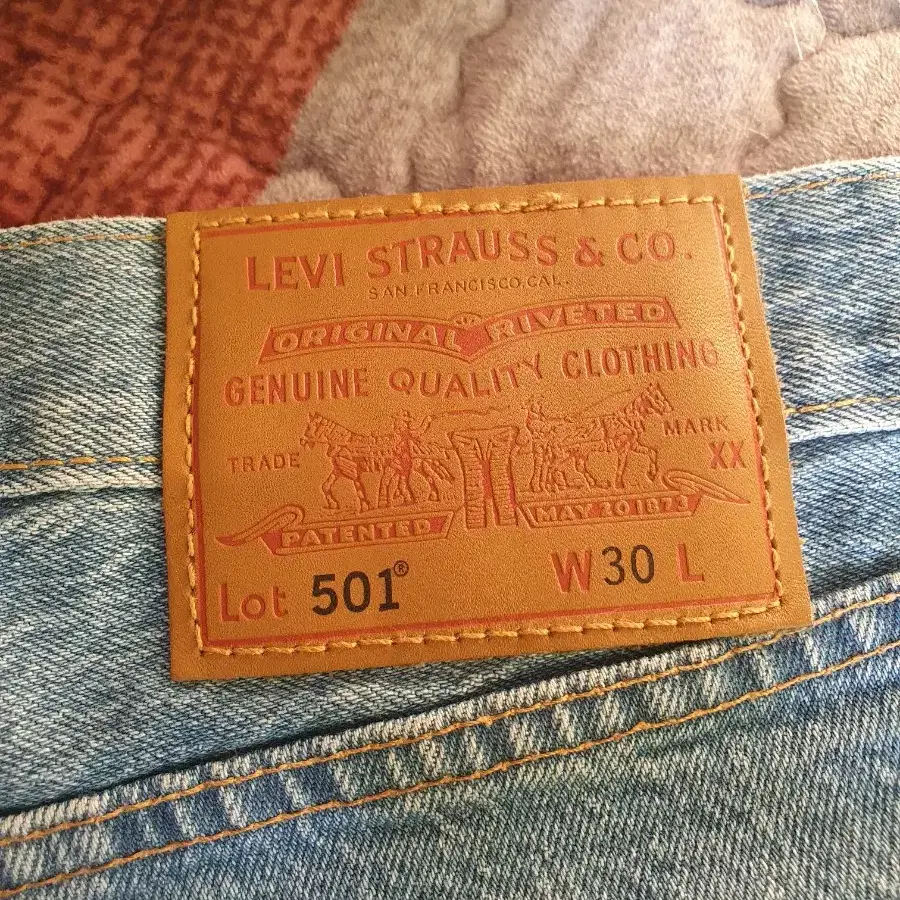 LEVI STRAUSS & CO.
SAN FRANCISCO, CAL.
ORIGINAL RIVETED
GENUINE QUALITY CLOTHING
TRADE MARK
XX
PATENTED MAY 20 1873
Lot 501® W30 L